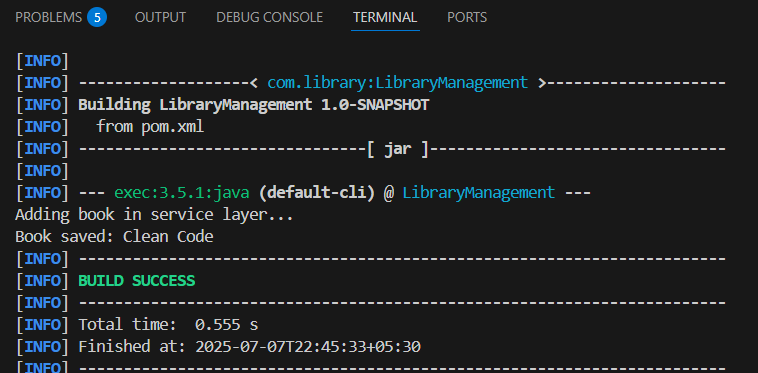 PROBLEMS 5 OUTPUT DEBUG CONSOLE TERMINAL PORTS
[INFO]
[INFO] -------------------< com.library:LibraryManagement >--------------------
[INFO] Building LibraryManagement 1.0-SNAPSHOT
[INFO]   from pom.xml
[INFO] --------------------------------[ jar ]---------------------------------
[INFO]
[INFO] --- exec:3.5.1:java (default-cli) @ LibraryManagement ---
Adding book in service layer...
Book saved: Clean Code
[INFO] ------------------------------------------------------------------------
[INFO] BUILD SUCCESS
[INFO] ------------------------------------------------------------------------
[INFO] Total time:  0.555 s
[INFO] Finished at: 2025-07-07T22:45:33+05:30
[INFO] ------------------------------------------------------------------------